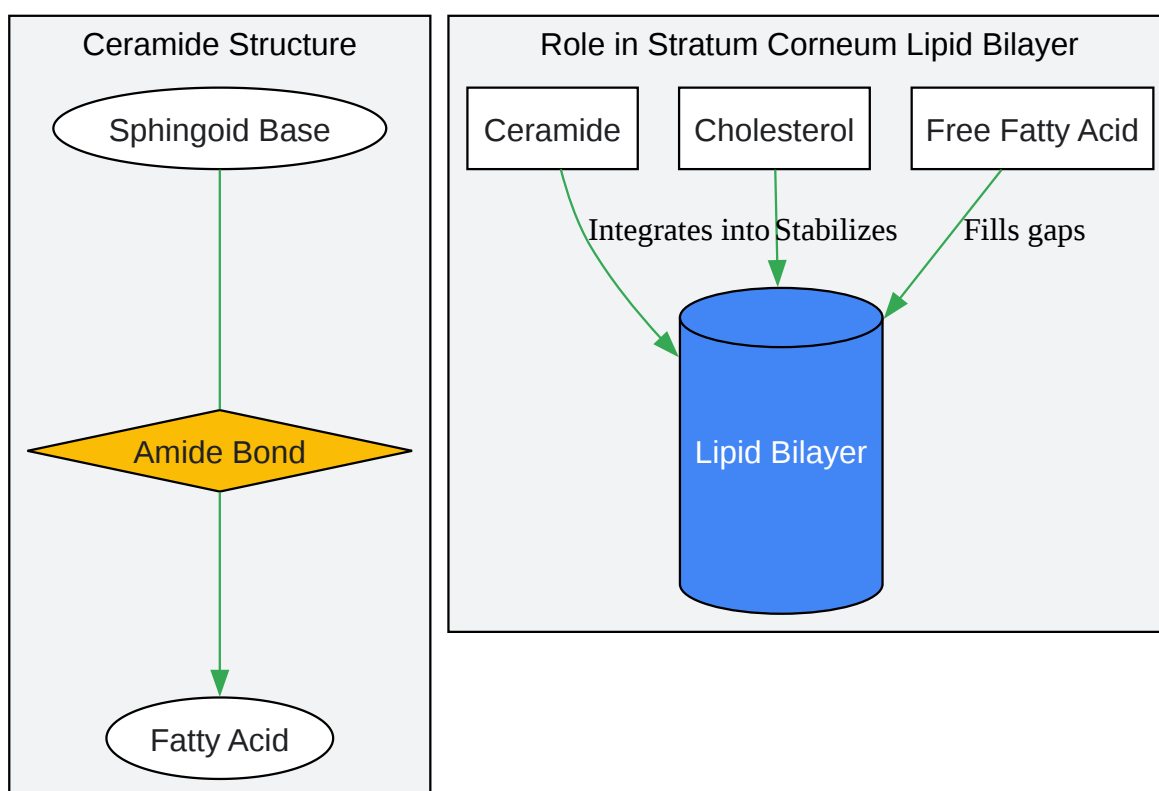 Ceramide Structure
Sphingoid Base
Amide Bond
Fatty Acid
Role in Stratum Corneum Lipid Bilayer
Ceramide
Cholesterol
Free Fatty Acid
Integrates into
Stabilizes
Fills gaps
Lipid Bilayer